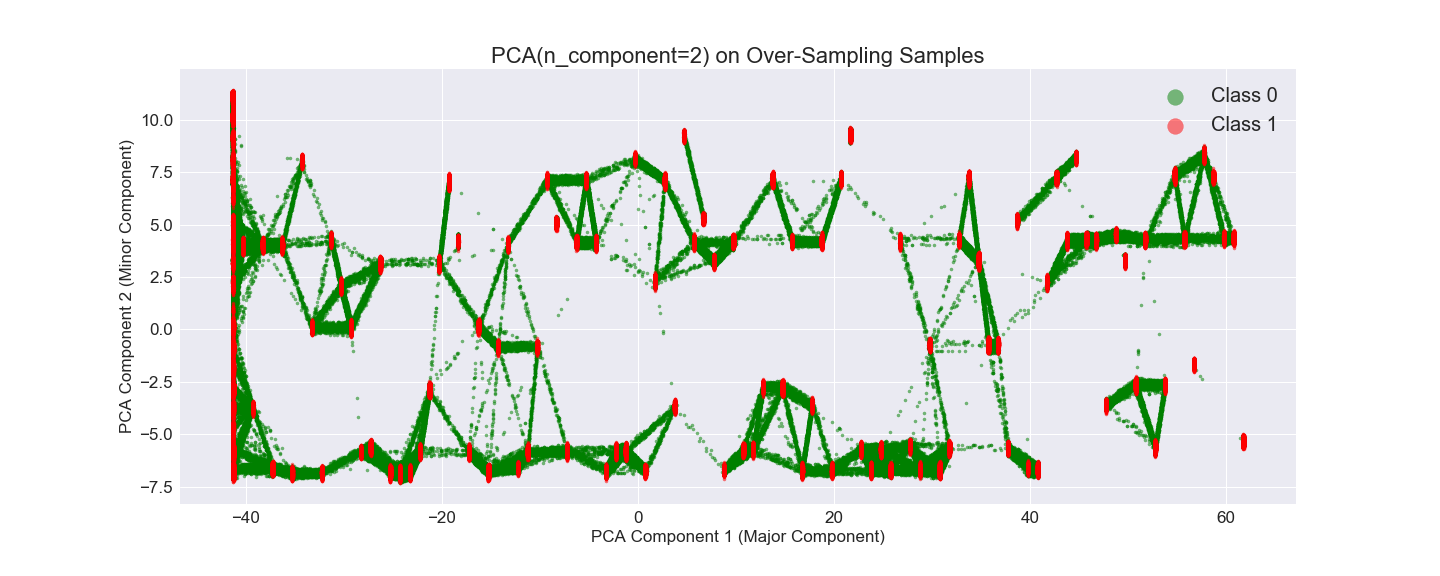 PCA(n_component=2) on Over-Sampling Samples
Class 0
Class 1
PCA Component 2 (Minor Component)
10.0
7.5
5.0
2.5
0.0
−2.5
−5.0
−7.5
−40
−20
0
20
40
60
PCA Component 1 (Major Component)